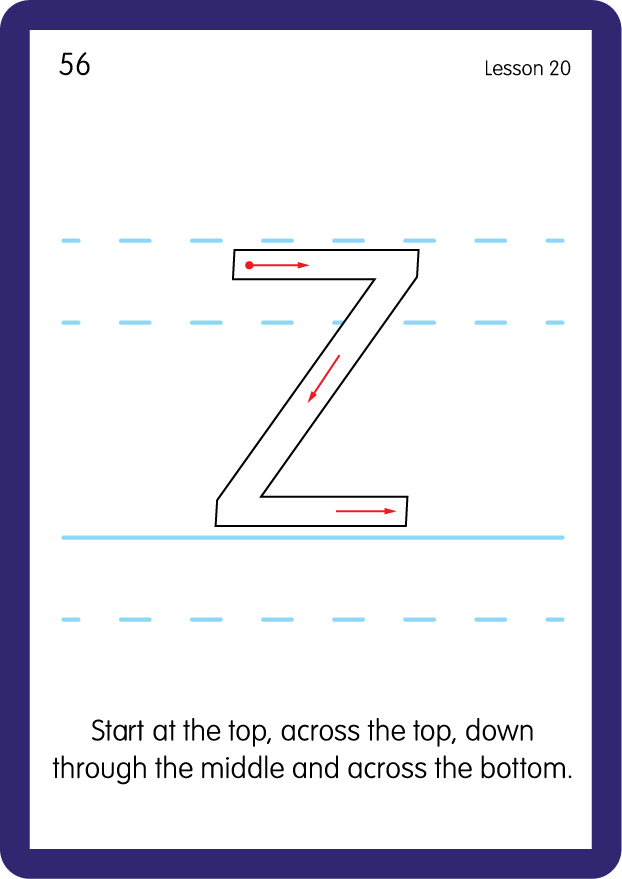 56
Lesson 20
Z
Start at the top, across the top, down
through the middle and across the bottom.